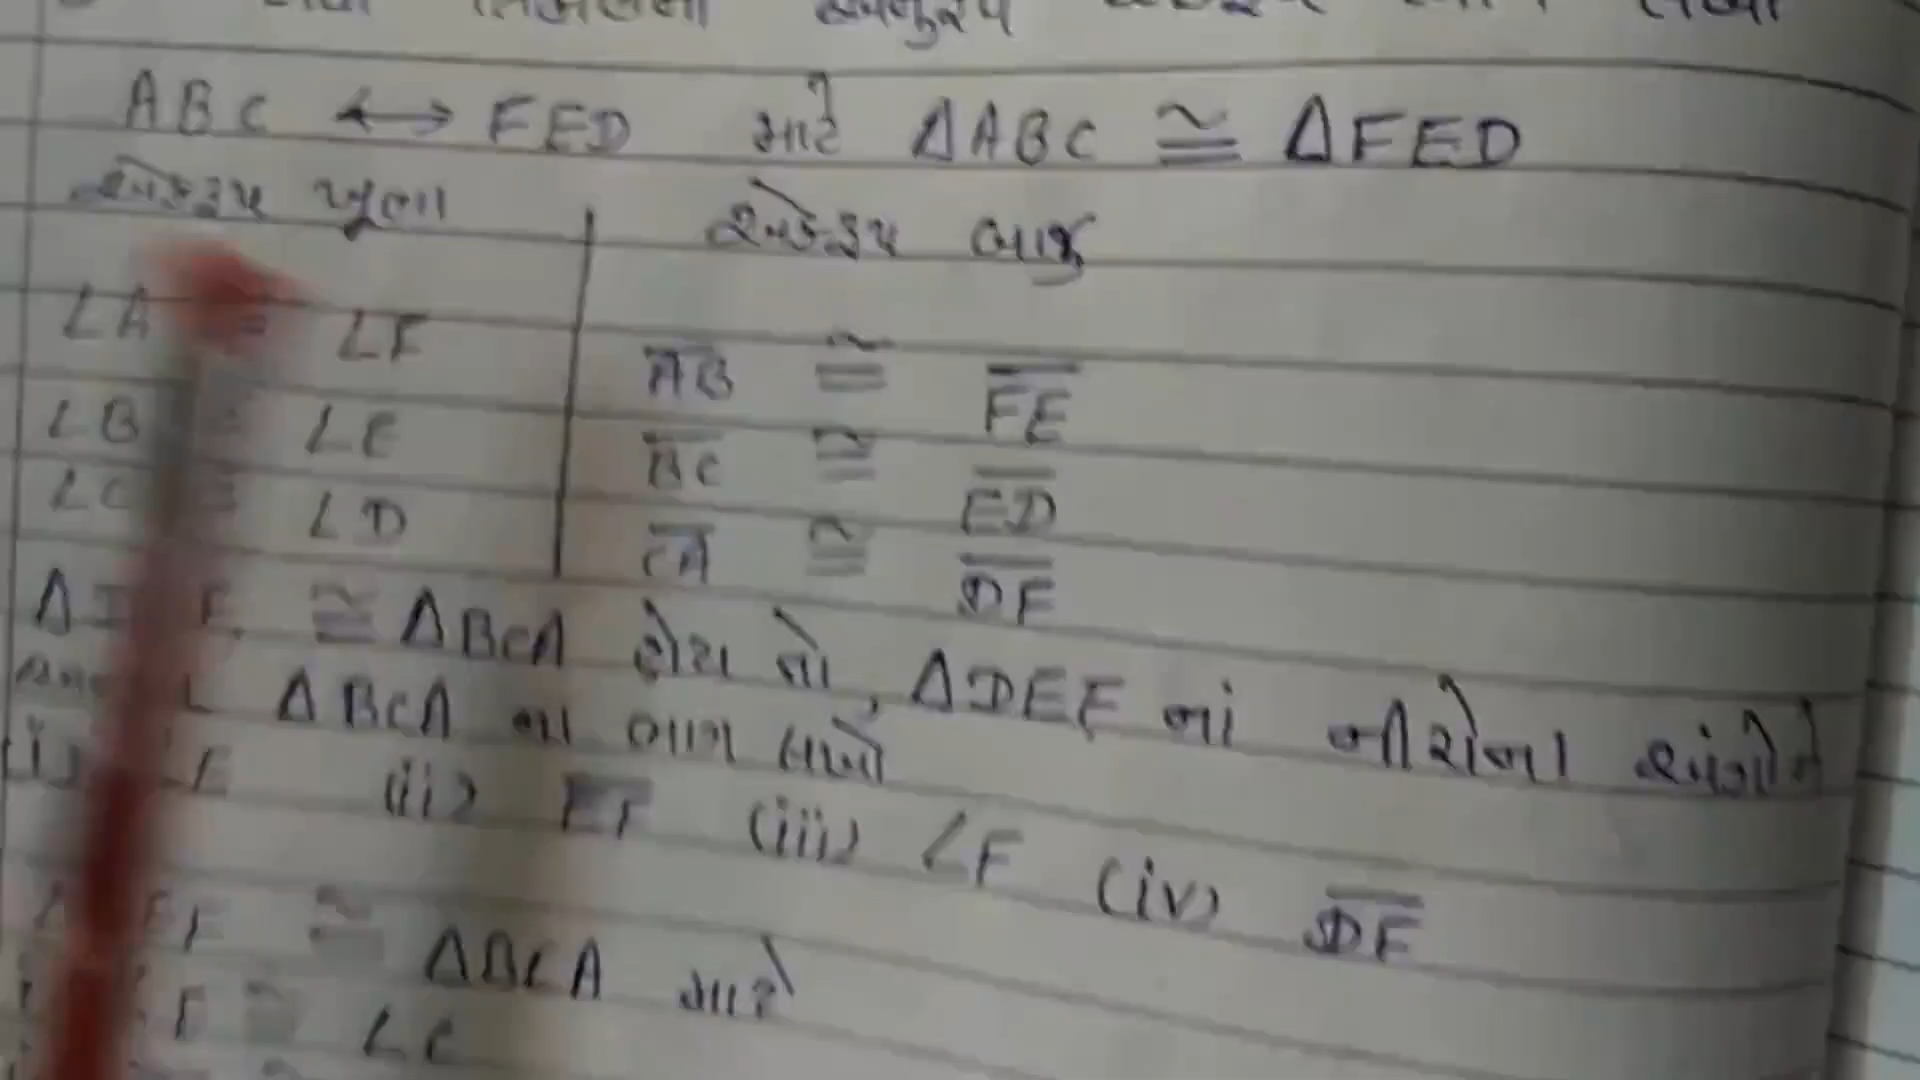 ABC ↔ FED માટે ΔABC ≅ ΔFED
એકરૂપ ખૂણા | એકરૂપ બાજુ
∠A ≅ ∠F
AB ≅ FE
∠B ≅ ∠E
BC ≅ ED
∠C ≅ ∠D
CA ≅ DF
≅ ΔBCA હોય તો, ΔDEF નાં નીચેના અંગોને
ΔBCA ના ભાગ લખો
(i) ∠E (ii) EF (iii) ∠F (iv) DF
≅ ΔBCA માટે
≅ ∠C